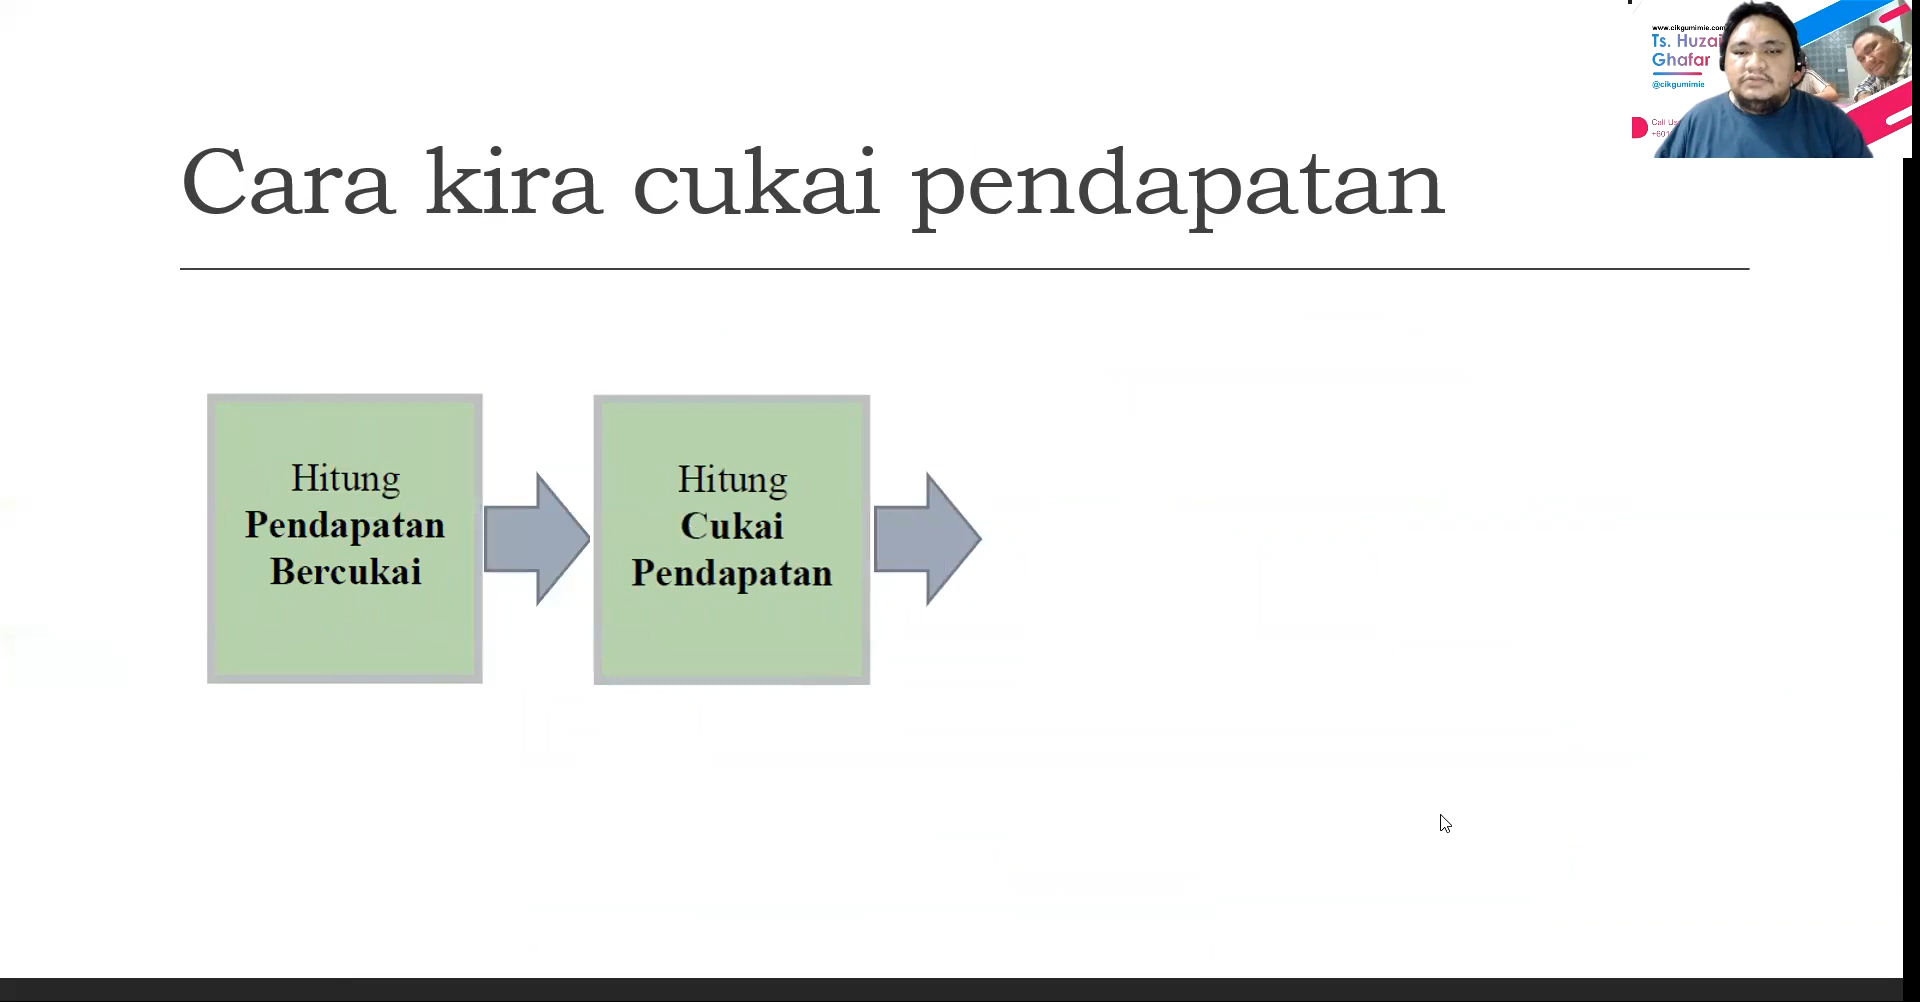 www.cikgumimie.com
Ts. Huzai
Ghafar
@cikgumimie
Call Us
+601
Cara kira cukai pendapatan
Hitung
Pendapatan
Bercukai
Hitung
Cukai
Pendapatan